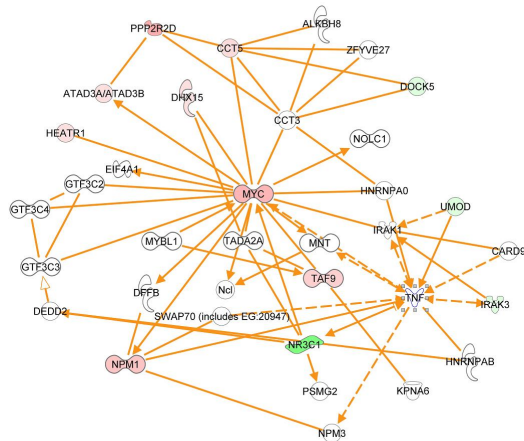 ALKBH8
PPP2R2D
CCT5
ZFYVE27
DOCK5
ATAD3A/ATAD3B
DHX15
CCT3
HEATR1
NOLC1
EIF4A1
GTF3C2
MYC
HNRNPA0
GTF3C4
UMOD
IRAK1
MYBL1
TADA2A
MNT
CARD9
GTF3C3
TAF9
DFFB
Ncl
TNF
IRAK3
DEDD2
SWAP70 (includes EG:20947)
NR3C1
HNRNPAB
NPM1
PSMG2
KPNA6
NPM3